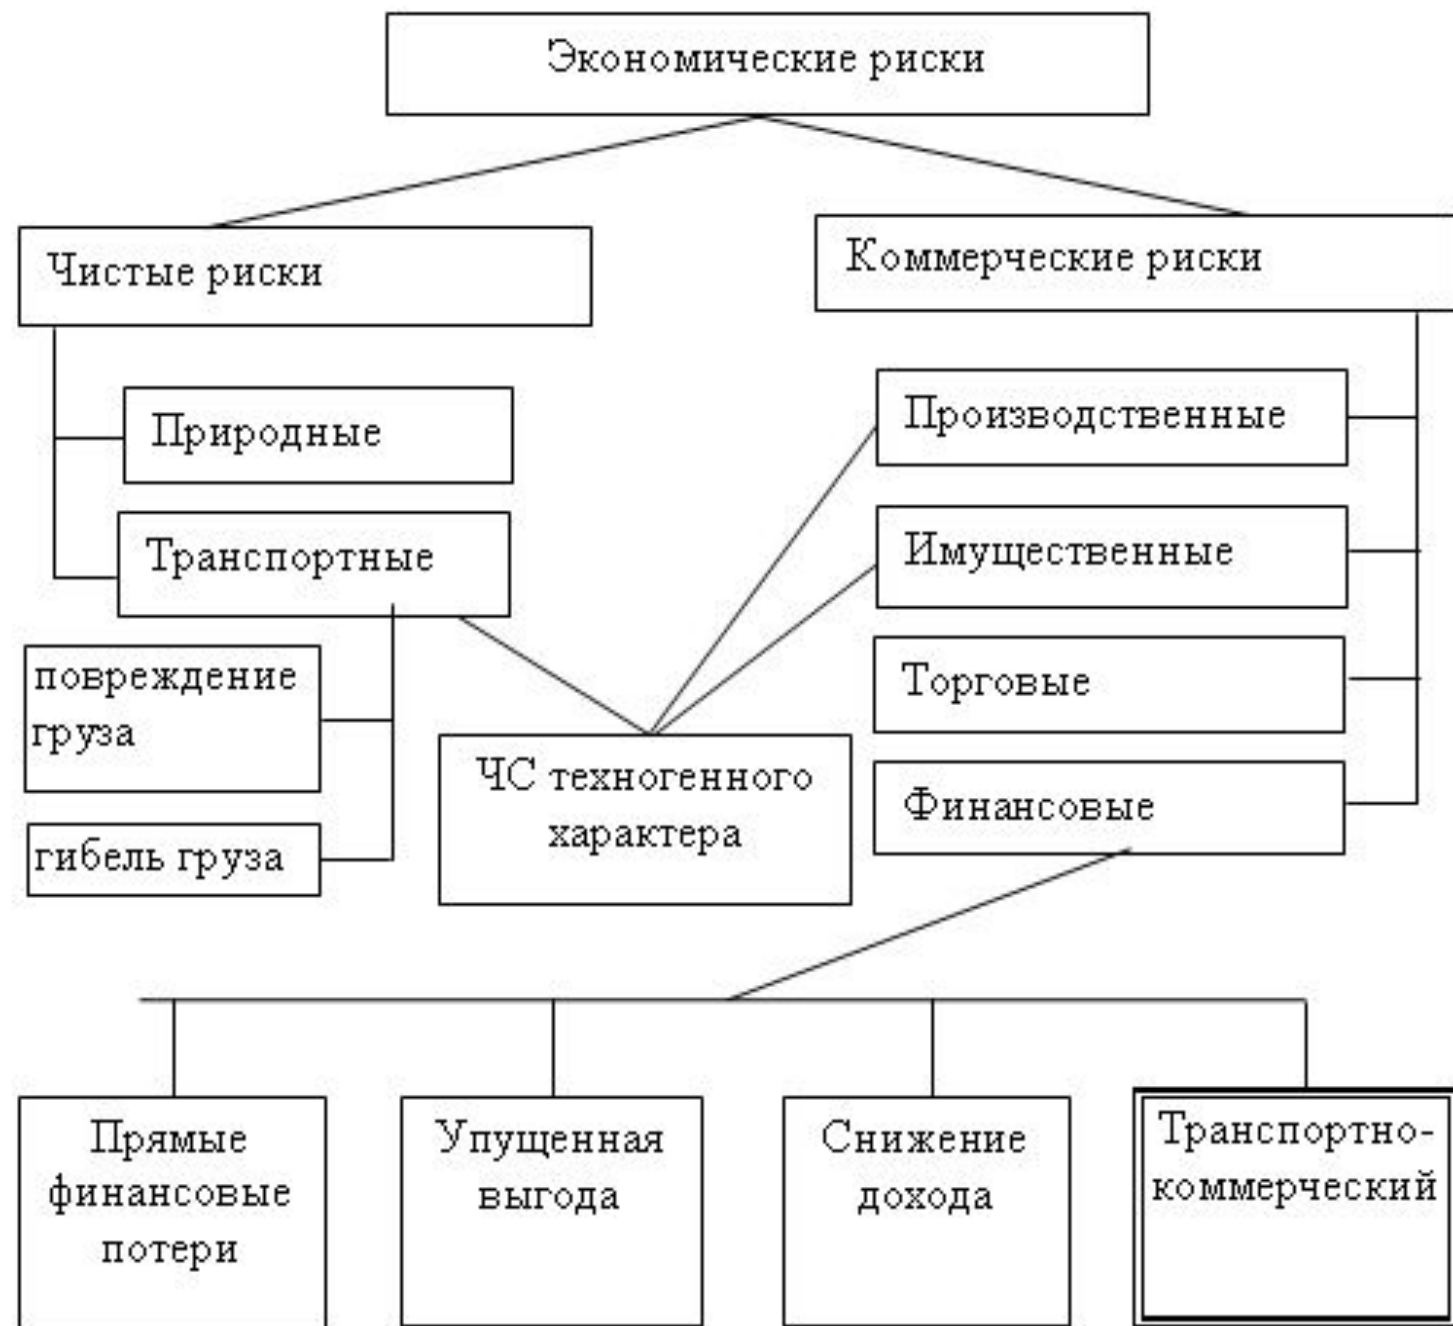 Экономические риски
Чистые риски
Коммерческие риски
Природные
Производственные
Транспортные
Имущественные
повреждение
груза
Торговые
ЧС техногенного
характера
Финансовые
гибель груза
Прямые
финансовые
потери
Упущенная
выгода
Снижение
дохода
Транспортно-
коммерческий